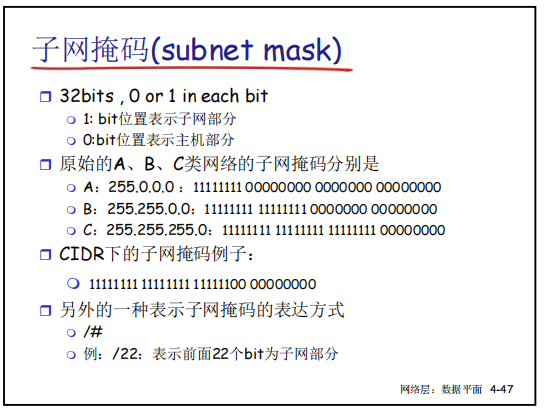 子网掩码(subnet mask)
32bits , 0 or 1 in each bit
1: bit位置表示子网部分
0:bit位置表示主机部分
原始的A、B、C类网络的子网掩码分别是
A：255.0.0.0 ：11111111 00000000 0000000 00000000
B：255.255.0.0：11111111 11111111 0000000 00000000
C：255.255.255.0：11111111 11111111 11111111 00000000
CIDR下的子网掩码例子：
11111111 11111111 11111100 00000000
另外的一种表示子网掩码的表达方式
/#
例：/22：表示前面22个bit为子网部分
网络层：数据平面 4-47